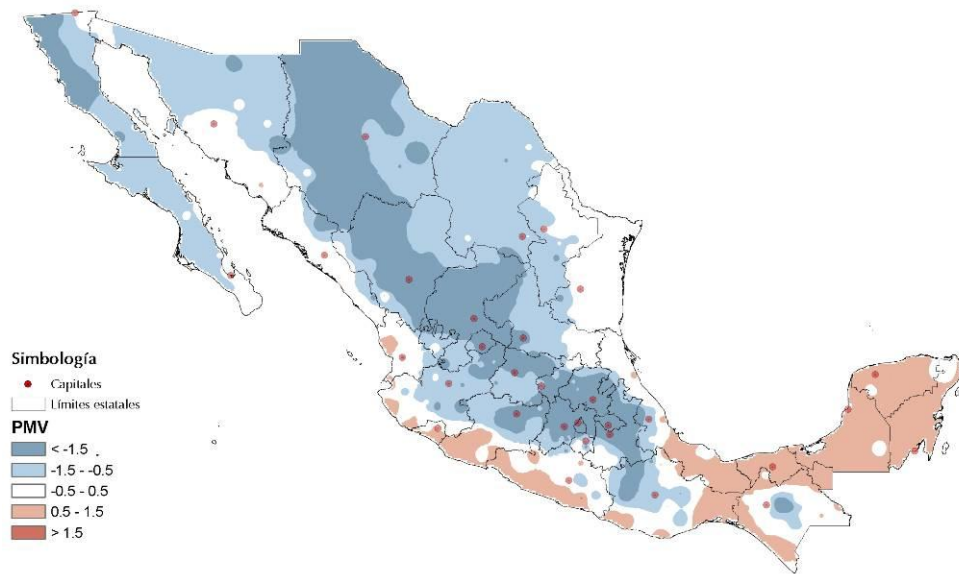 Simbología
Capitales
Límites estatales
PMV
< -1.5
-1.5 - -0.5
-0.5 - 0.5
0.5 - 1.5
> 1.5